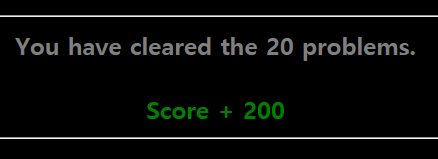 You have cleared the 20 problems.
Score + 200